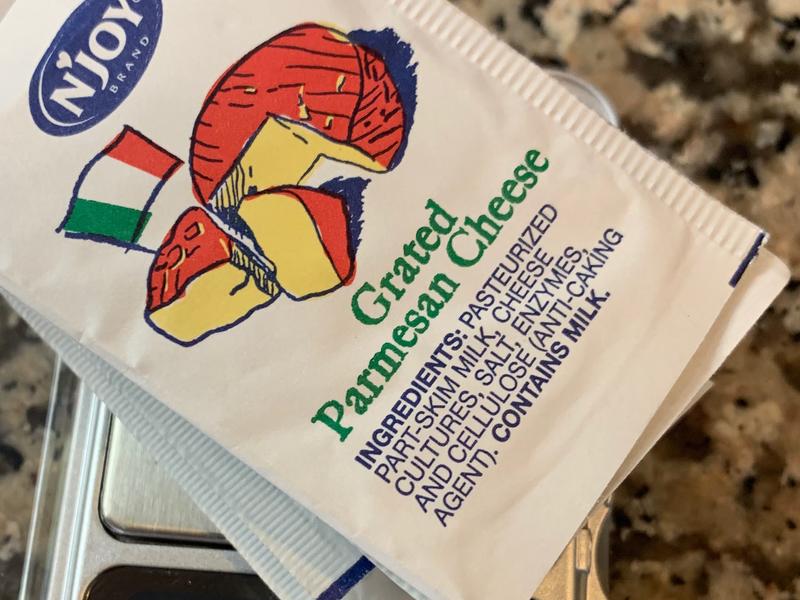 N'JOY
BRAND
Grated
Parmesan Cheese
INGREDIENTS: PASTEURIZED
PART-SKIM MILK, CHEESE
CULTURES, SALT, ENZYMES,
AND CELLULOSE (ANTI-CAKING
AGENT). CONTAINS MILK.